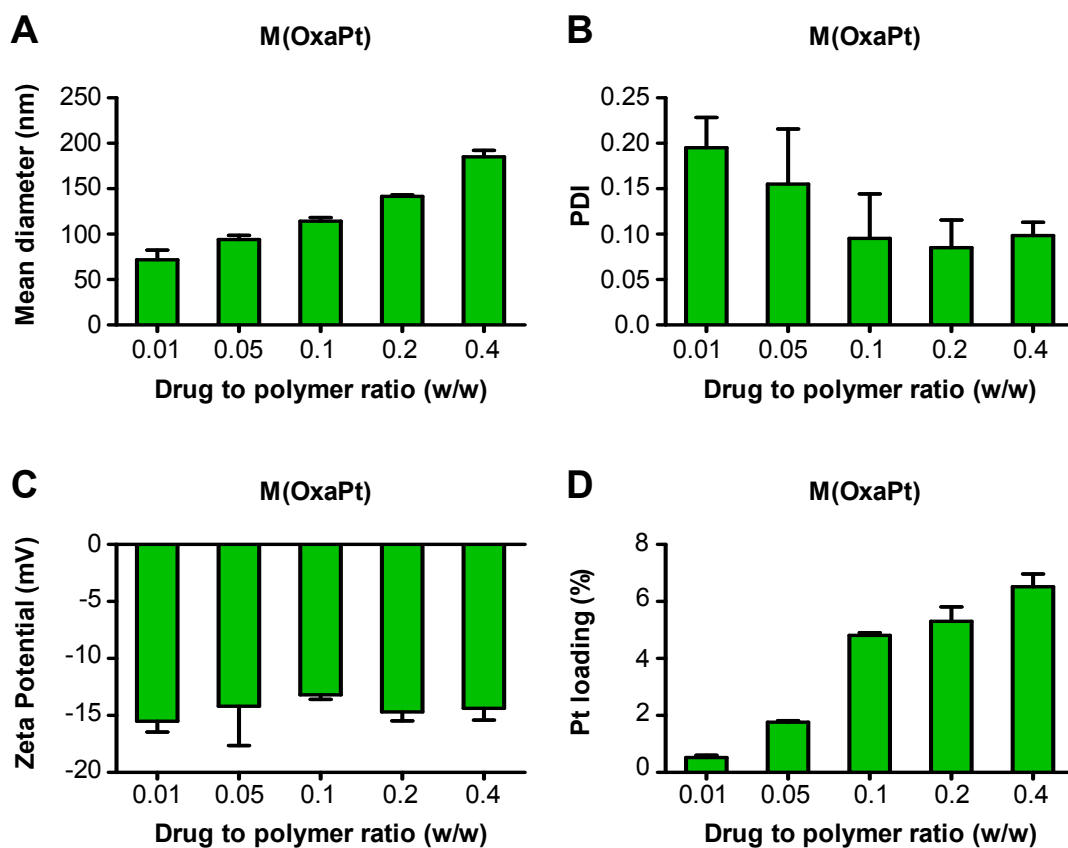 A
M(OxaPt)
Mean diameter (nm)
250
200
150
100
50
0
0.01 0.05 0.1 0.2 0.4
Drug to polymer ratio (w/w)
B
M(OxaPt)
PDI
0.25
0.20
0.15
0.10
0.05
0.0
0.01 0.05 0.1 0.2 0.4
Drug to polymer ratio (w/w)
C
M(OxaPt)
Zeta Potential (mV)
0
-5
-10
-15
-20
0.01 0.05 0.1 0.2 0.4
Drug to polymer ratio (w/w)
D
M(OxaPt)
Pt loading (%)
8
6
4
2
0
0.01 0.05 0.1 0.2 0.4
Drug to polymer ratio (w/w)